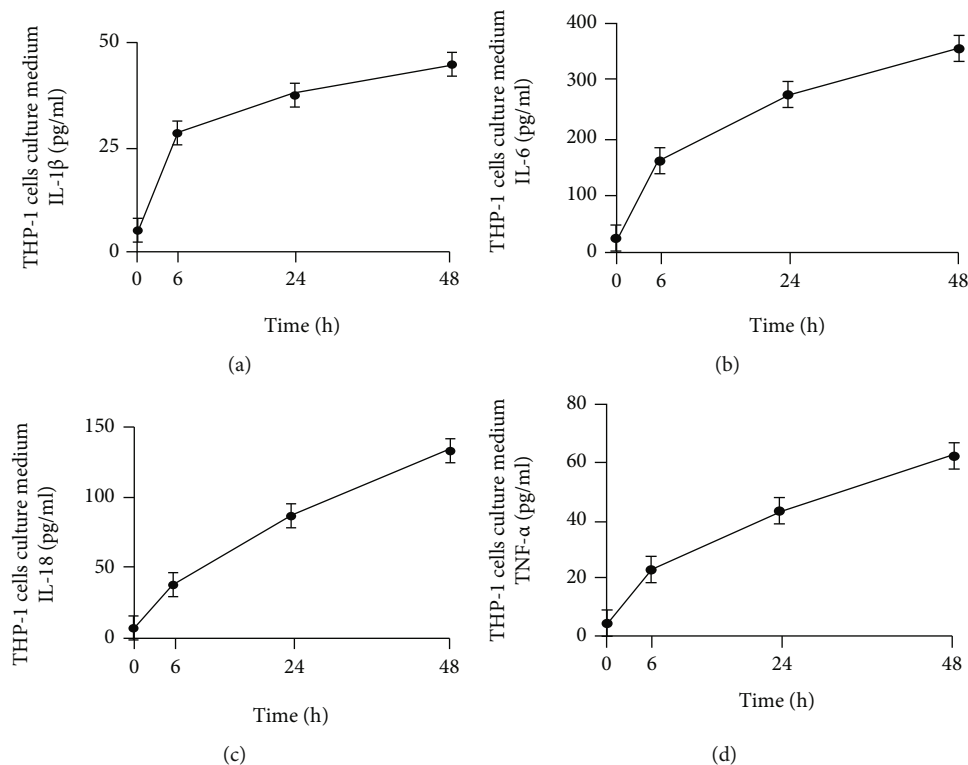 THP-1 cells culture medium
IL-1β (pg/ml)
50
25
0
0 6 24 48
Time (h)
(a)
THP-1 cells culture medium
IL-6 (pg/ml)
400
300
200
100
0
0 6 24 48
Time (h)
(b)
THP-1 cells culture medium
IL-18 (pg/ml)
150
100
50
0
0 6 24 48
Time (h)
(c)
THP-1 cells culture medium
TNF-α (pg/ml)
80
60
40
20
0
0 6 24 48
Time (h)
(d)